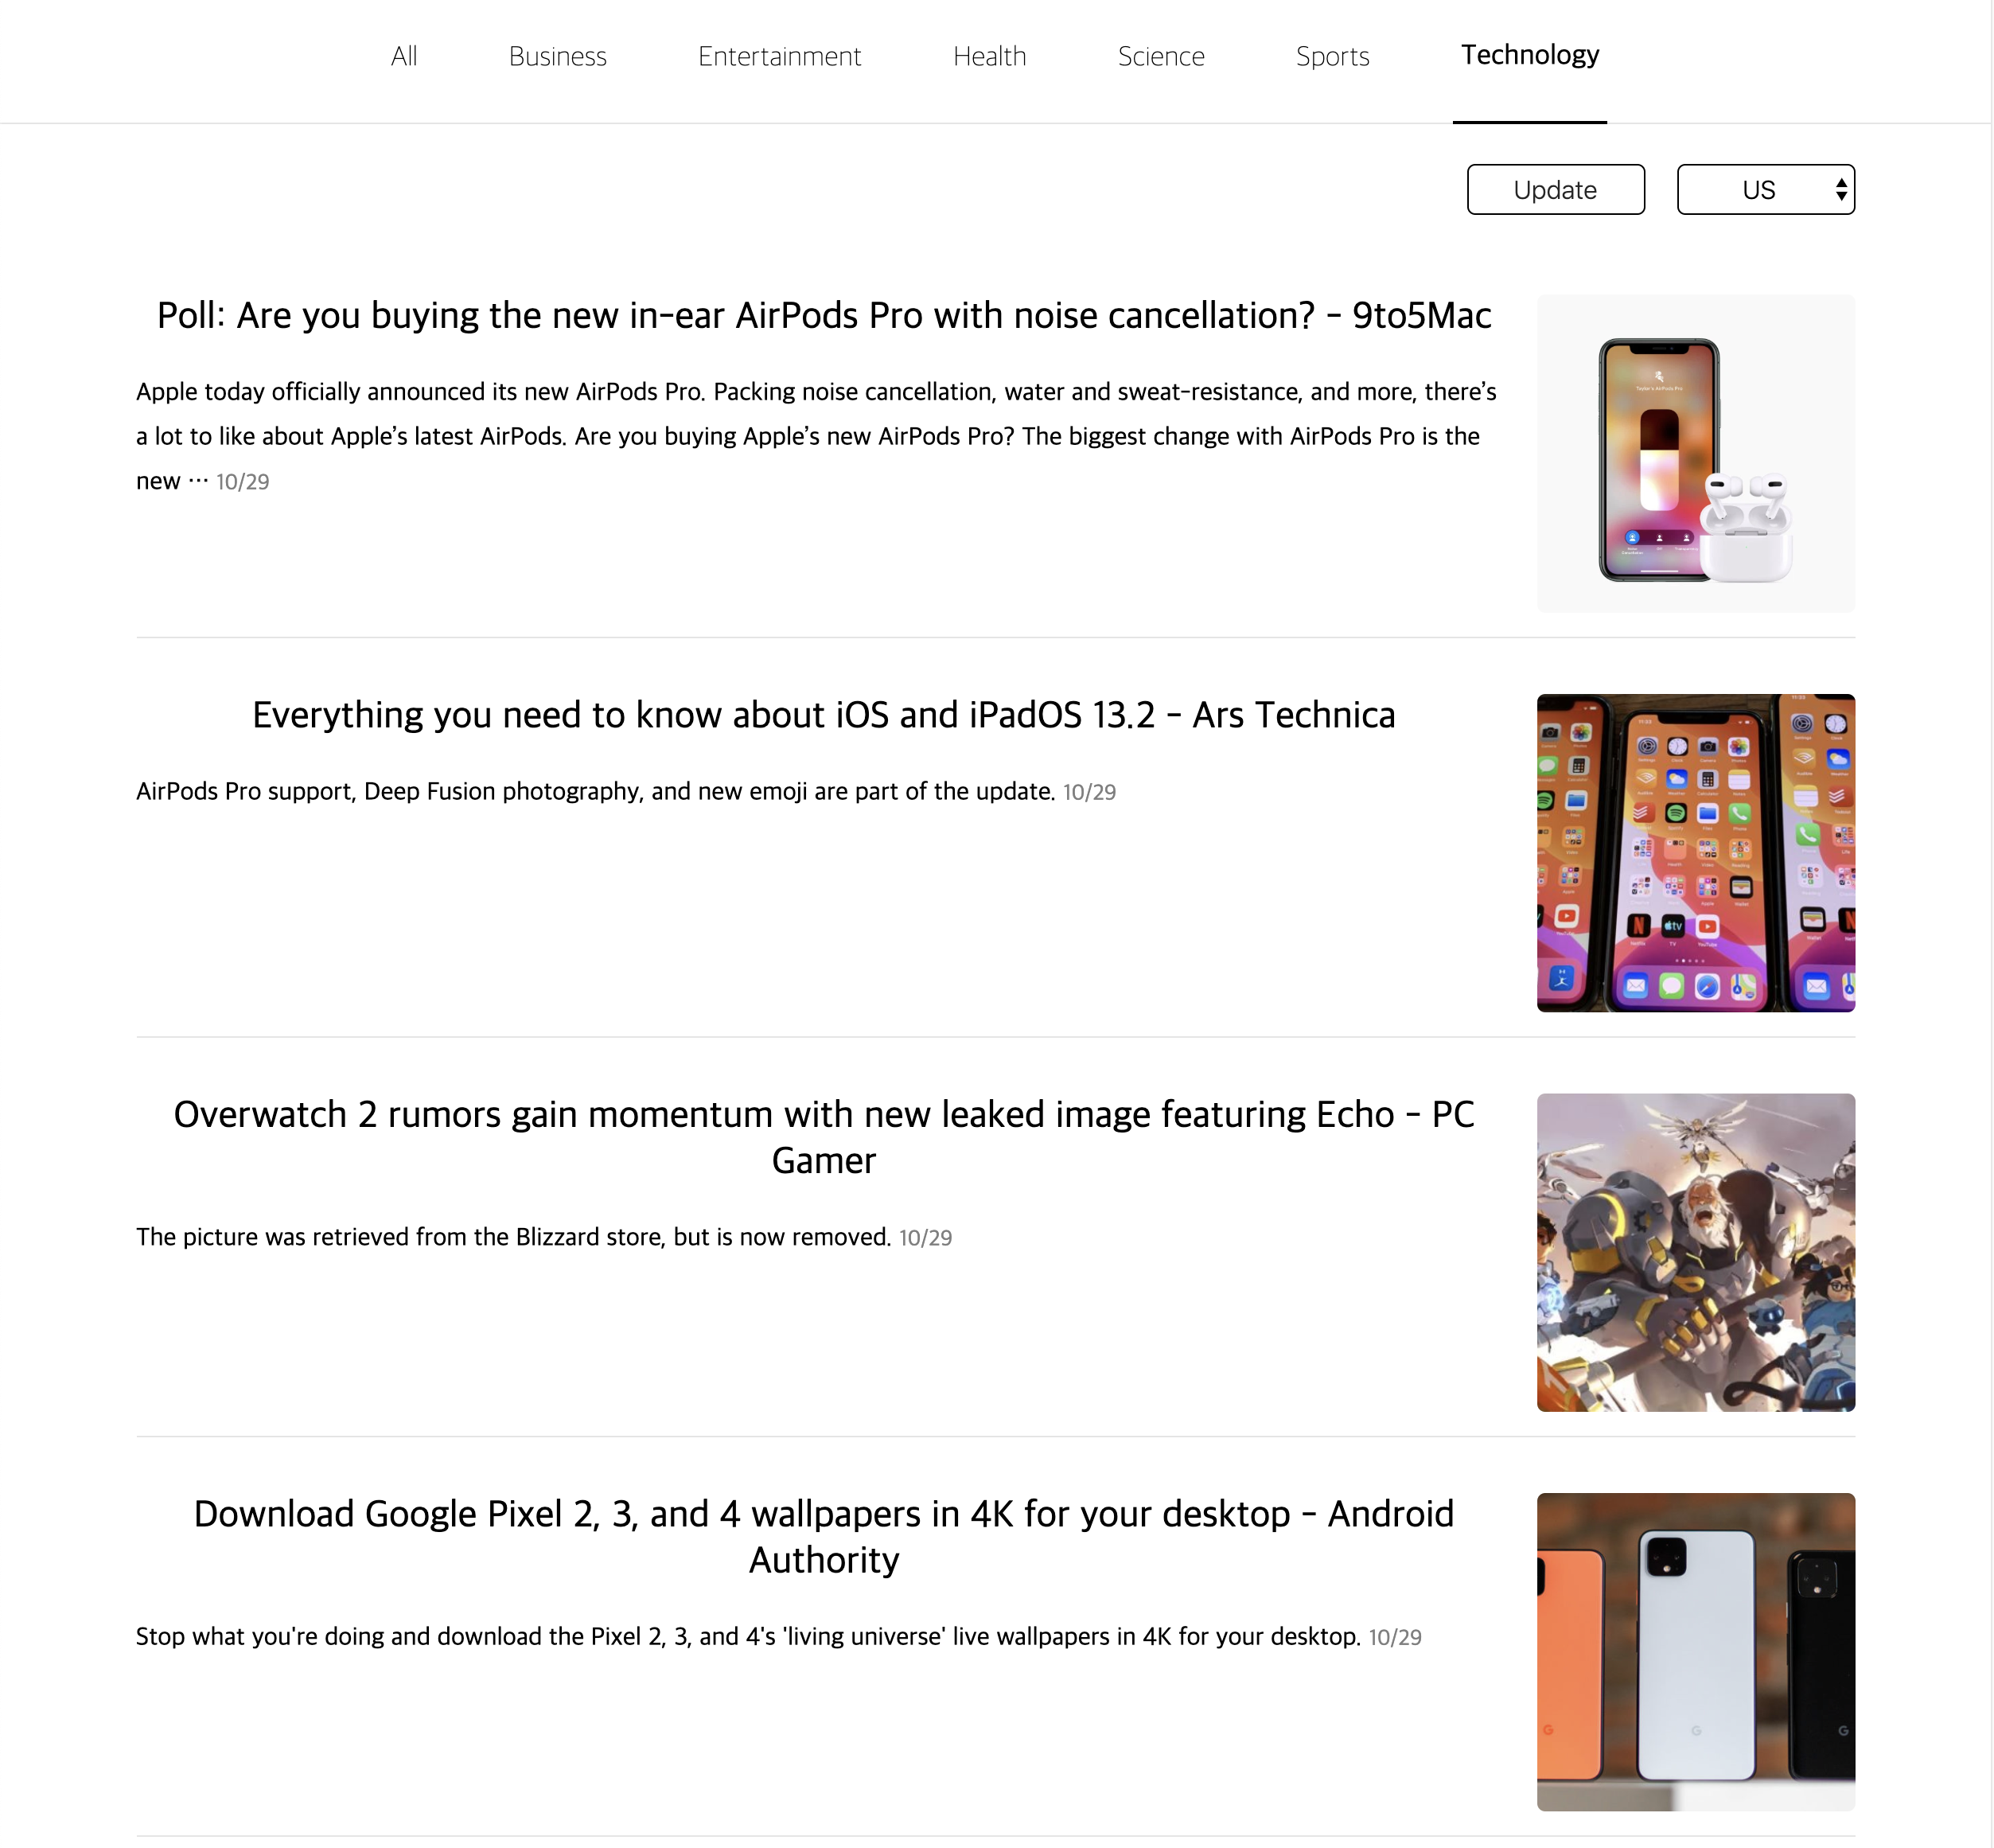 All
Business
Entertainment
Health
Science
Sports
Technology
Update
US
Poll: Are you buying the new in-ear AirPods Pro with noise cancellation? - 9to5Mac
Apple today officially announced its new AirPods Pro. Packing noise cancellation, water and sweat-resistance, and more, there’s
a lot to like about Apple’s latest AirPods. Are you buying Apple’s new AirPods Pro? The biggest change with AirPods Pro is the
new … 10/29
Everything you need to know about iOS and iPadOS 13.2 - Ars Technica
AirPods Pro support, Deep Fusion photography, and new emoji are part of the update. 10/29
Overwatch 2 rumors gain momentum with new leaked image featuring Echo - PC
Gamer
The picture was retrieved from the Blizzard store, but is now removed. 10/29
Download Google Pixel 2, 3, and 4 wallpapers in 4K for your desktop - Android
Authority
Stop what you're doing and download the Pixel 2, 3, and 4's 'living universe' live wallpapers in 4K for your desktop. 10/29